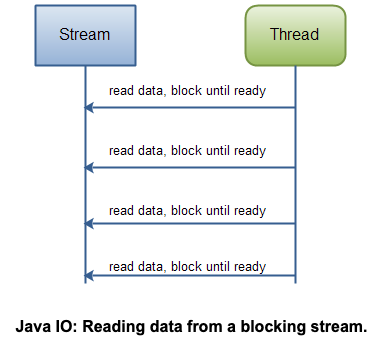 Stream
Thread
read data, block until ready
read data, block until ready
read data, block until ready
read data, block until ready
Java IO: Reading data from a blocking stream.